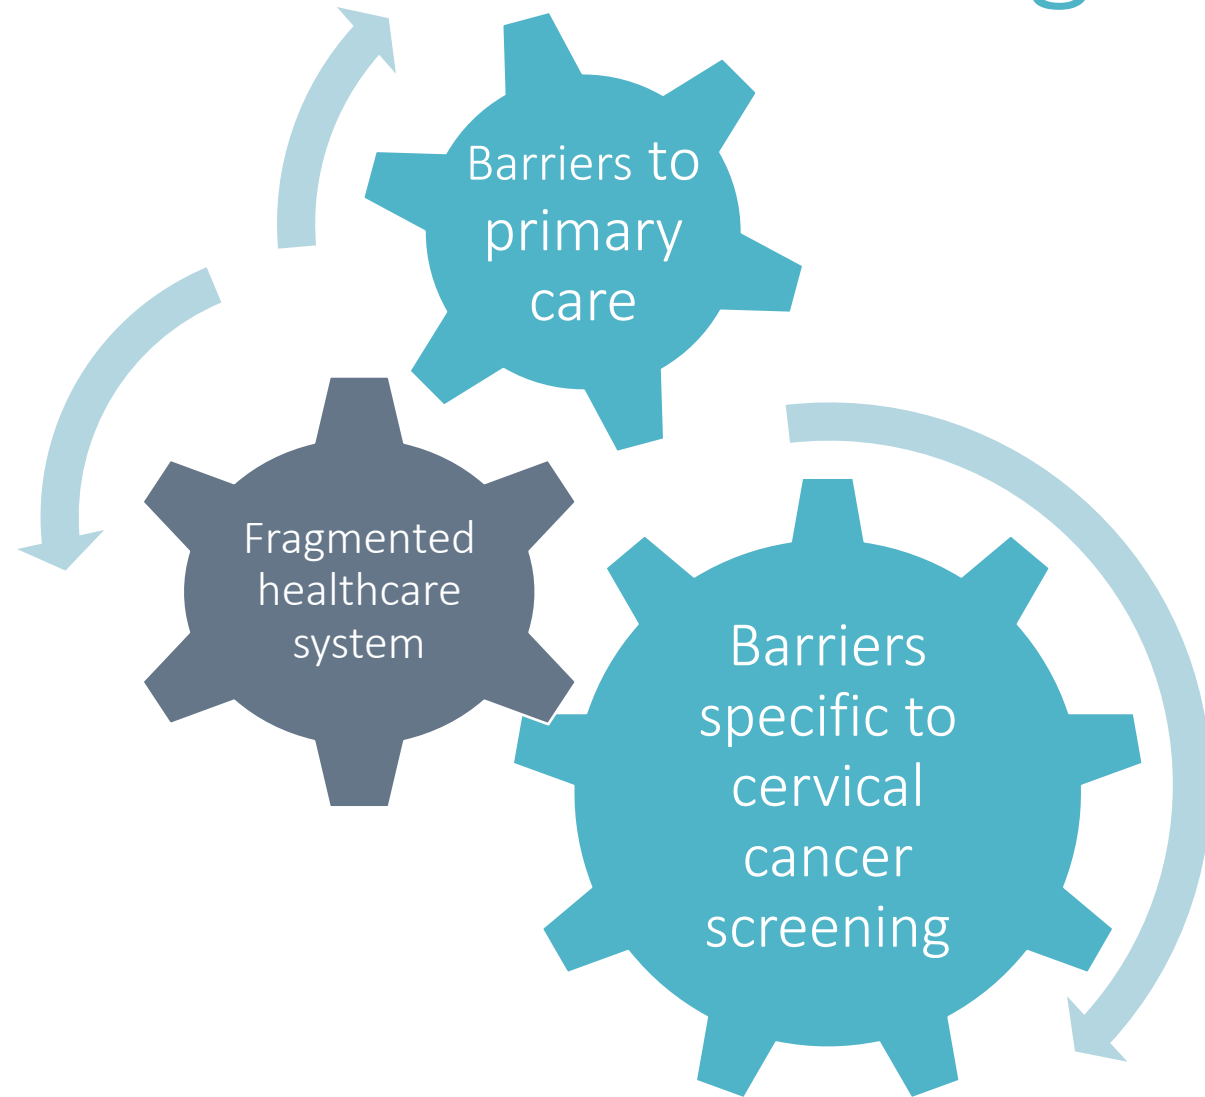 Barriers to
primary
care
Fragmented
healthcare
system
Barriers
specific to
cervical
cancer
screening